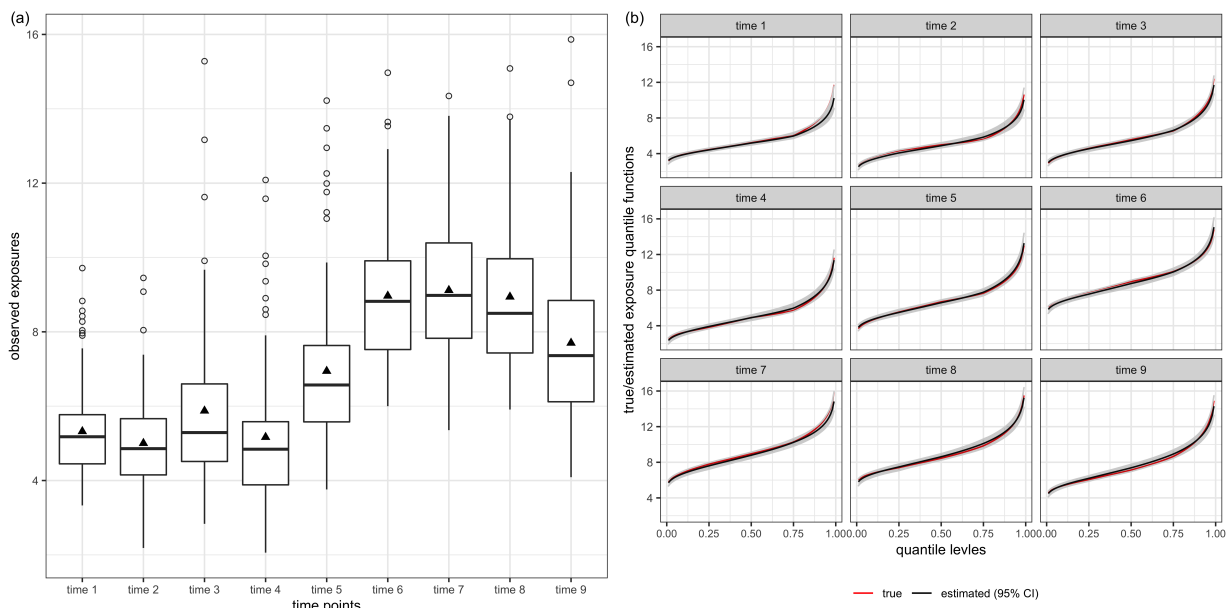 (a)
observed exposures
16
12
8
4
time 1 time 2 time 3 time 4 time 5 time 6 time 7 time 8 time 9
time points
(b)
true/estimated exposure quantile functions
time 1 time 2 time 3
16
12
8
4
time 4 time 5 time 6
16
12
8
4
time 7 time 8 time 9
16
12
8
4
0.00 0.25 0.50 0.75 1.000.00 0.25 0.50 0.75 1.000.00 0.25 0.50 0.75 1.00
quantile levles
true estimated (95% CI)